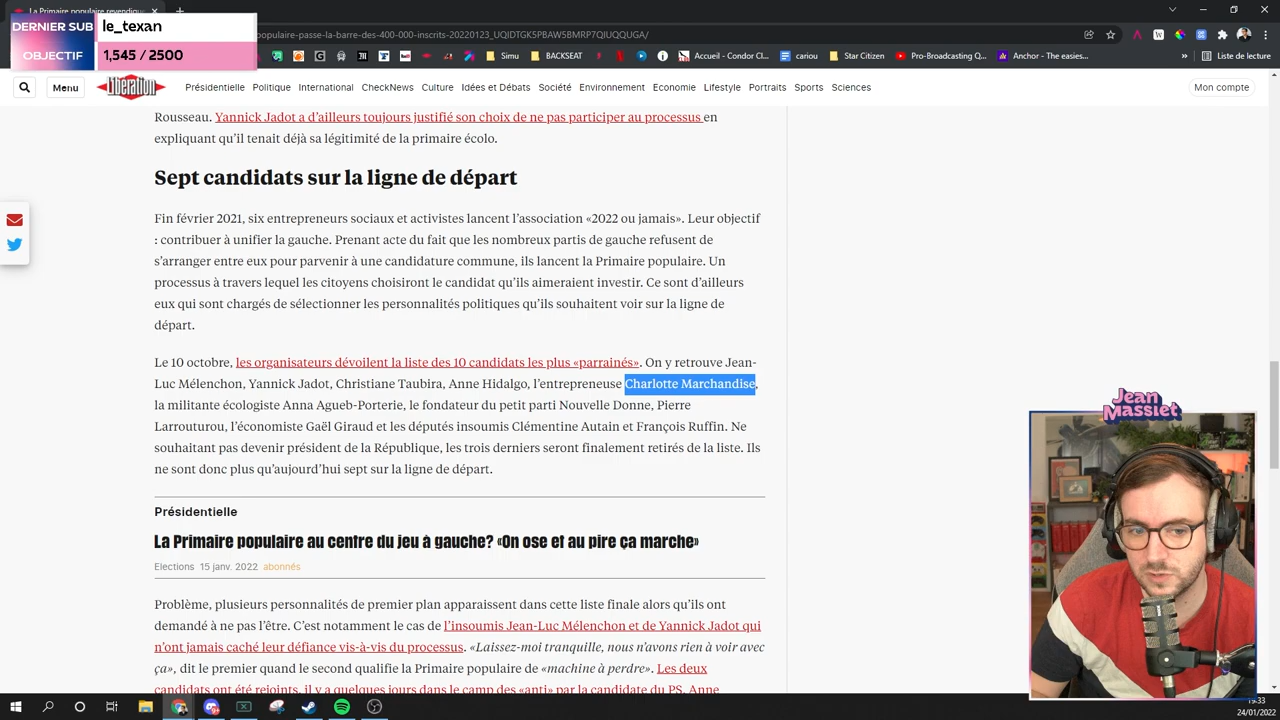 La Primaire populaire revendique
DERNIER SUB
le_texan
OBJECTIF
1,545 / 2500
populaire-passe-la-barre-des-400-000-inscrits-20220123_UQIDTGK5PBAW5BMRP7QIUQQUGA/
Simu
BACKSEAT
Accueil - Condor Cl...
cariou
Star Citizen
Pro-Broadcasting Q...
Anchor - The easies...
»
Liste de lecture
Menu
Libération
Présidentielle
Politique
International
CheckNews
Culture
Idées et Débats
Société
Environnement
Economie
Lifestyle
Portraits
Sports
Sciences
Mon compte
Rousseau. Yannick Jadot a d’ailleurs toujours justifié son choix de ne pas participer au processus en
expliquant qu’il tenait déjà sa légitimité de la primaire écolo.
Sept candidats sur la ligne de départ
Fin février 2021, six entrepreneurs sociaux et activistes lancent l’association «2022 ou jamais». Leur objectif
: contribuer à unifier la gauche. Prenant acte du fait que les nombreux partis de gauche refusent de
s’arranger entre eux pour parvenir à une candidature commune, ils lancent la Primaire populaire. Un
processus à travers lequel les citoyens choisiront le candidat qu’ils aimeraient investir. Ce sont d’ailleurs
eux qui sont chargés de sélectionner les personnalités politiques qu’ils souhaitent voir sur la ligne de
départ.
Le 10 octobre, les organisateurs dévoilent la liste des 10 candidats les plus «parrainés». On y retrouve Jean-
Luc Mélenchon, Yannick Jadot, Christiane Taubira, Anne Hidalgo, l’entrepreneuse Charlotte Marchandise,
la militante écologiste Anna Agueb-Porterie, le fondateur du petit parti Nouvelle Donne, Pierre
Larrouturou, l’économiste Gaël Giraud et les députés insoumis Clémentine Autain et François Ruffin. Ne
souhaitant pas devenir président de la République, les trois derniers seront finalement retirés de la liste. Ils
ne sont donc plus qu’aujourd’hui sept sur la ligne de départ.
Présidentielle
La Primaire populaire au centre du jeu à gauche? «On ose et au pire ça marche»
Elections 15 janv. 2022 abonnés
Problème, plusieurs personnalités de premier plan apparaissent dans cette liste finale alors qu’ils ont
demandé à ne pas l’être. C’est notamment le cas de l’insoumis Jean-Luc Mélenchon et de Yannick Jadot qui
n’ont jamais caché leur défiance vis-à-vis du processus. «Laissez-moi tranquille, nous n’avons rien à voir avec
ça», dit le premier quand le second qualifie la Primaire populaire de «machine à perdre». Les deux
candidats ont été rejoints, il y a quelques jours dans le camp des «anti» par la candidate du PS, Anne
Jean
Massiet
19:33
24/01/2022